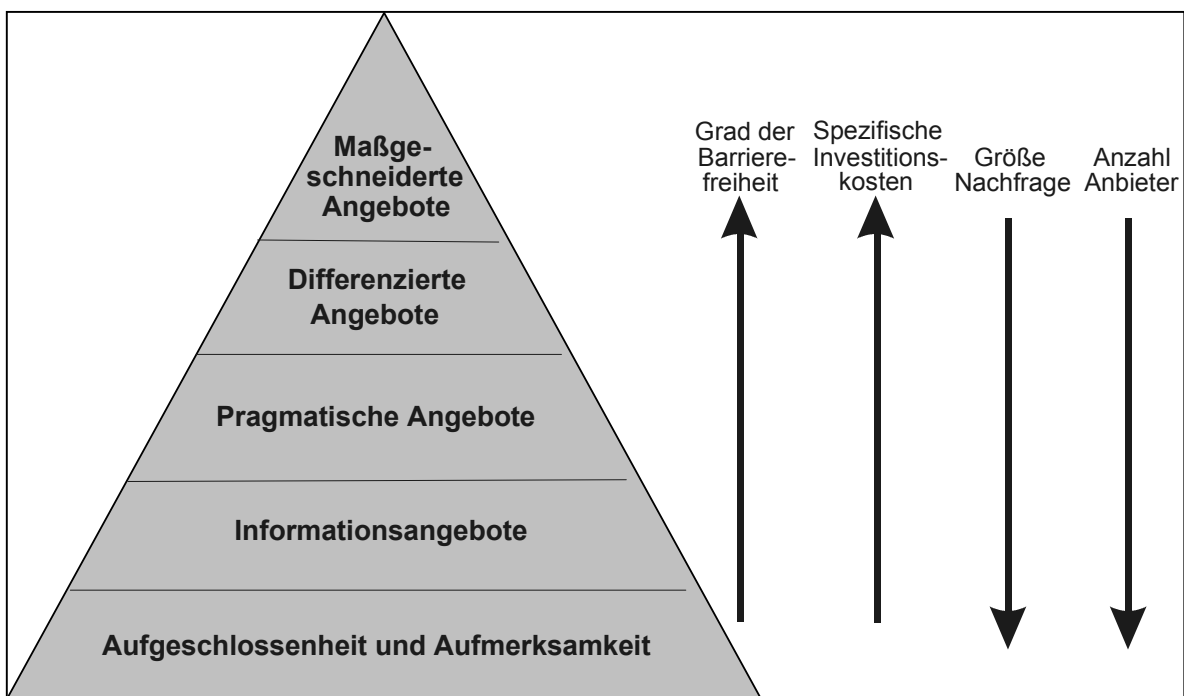 Maßge-
schneiderte
Angebote
Differenzierte
Angebote
Pragmatische Angebote
Informationsangebote
Aufgeschlossenheit und Aufmerksamkeit
Grad der
Barriere-
freiheit
Spezifische
Investitions-
kosten
Größe
Nachfrage
Anzahl
Anbieter